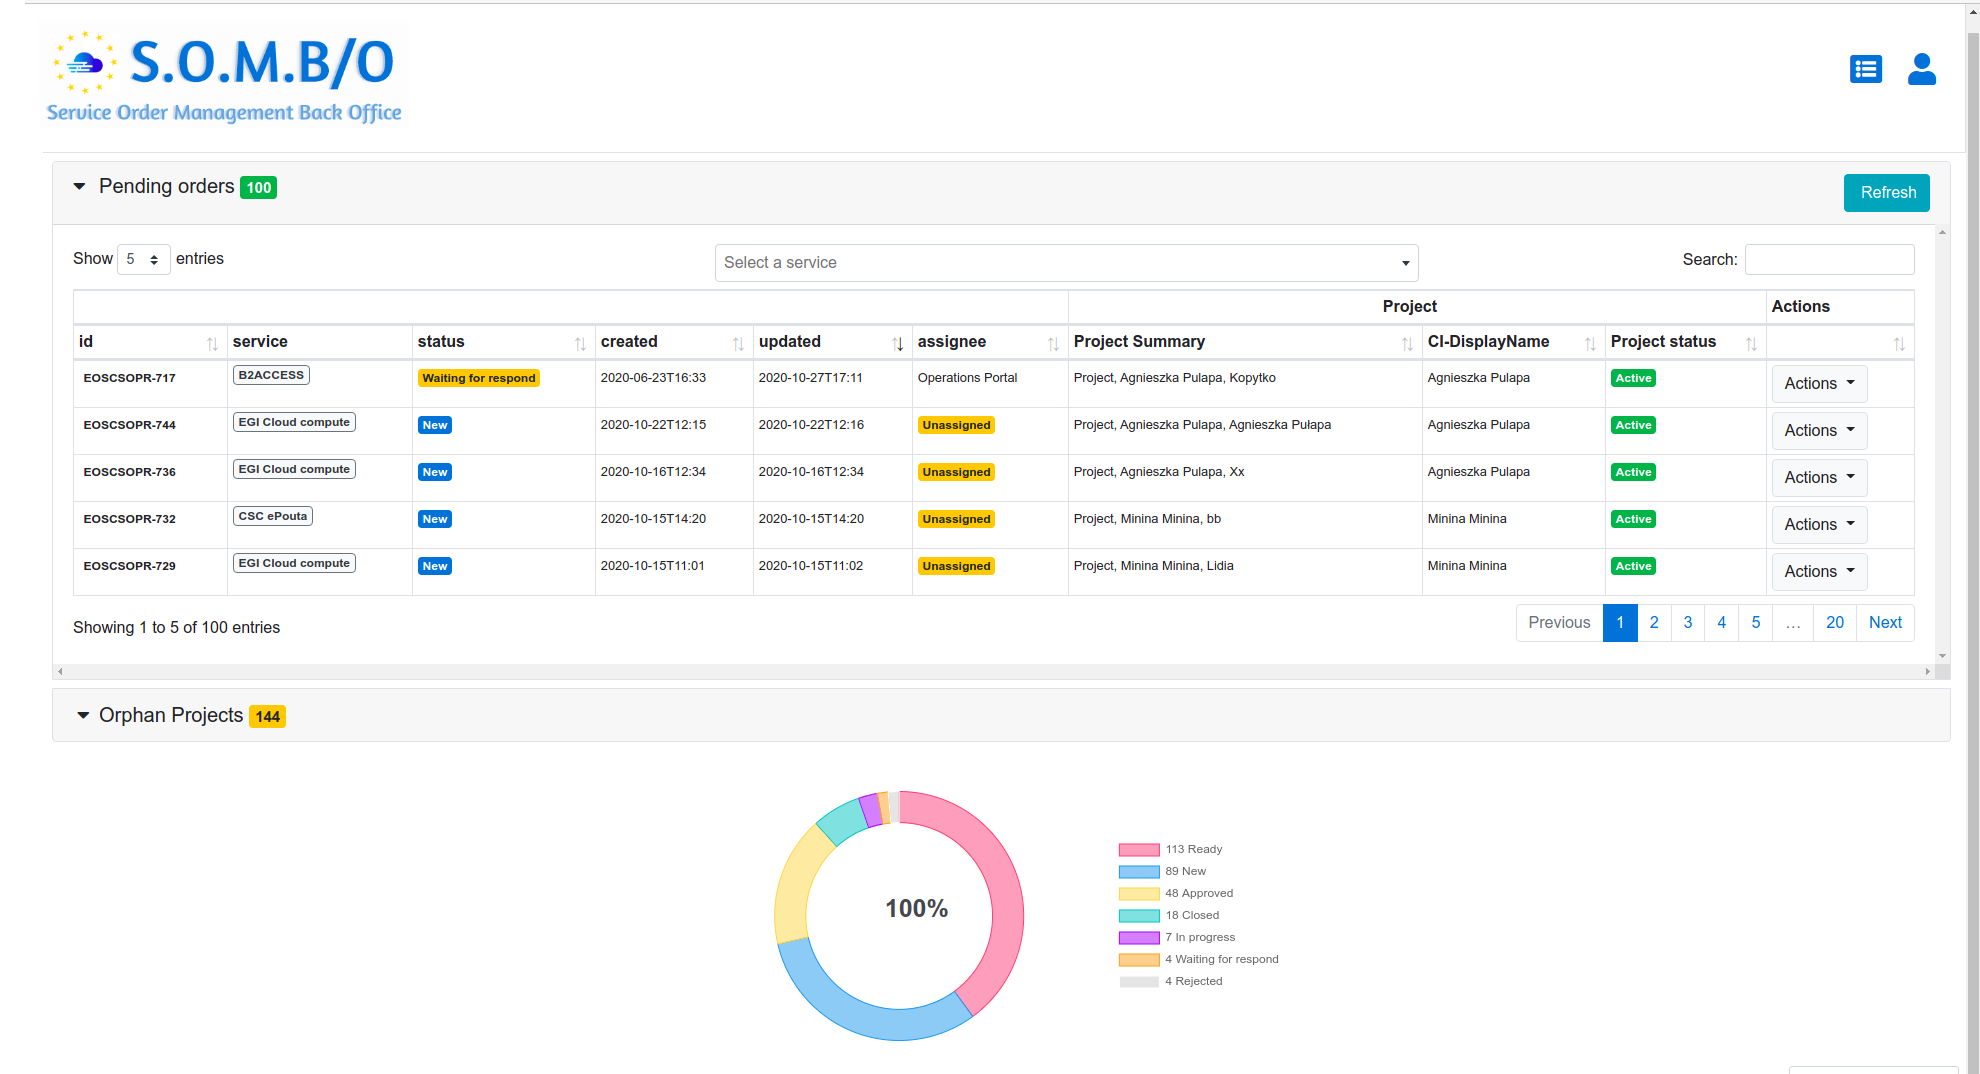 S.O.M.B/O
Service Order Management Back Office
Pending orders 100
Refresh
Show 5 entries
Select a service
Search:
Project Actions
id service status created updated assignee Project Summary CI-DisplayName Project status
EOSCSOPR-717 B2ACCESS Waiting for respond 2020-06-23T16:33 2020-10-27T17:11 Operations Portal Project, Agnieszka Pulapa, Kopytko Agnieszka Pulapa Active Actions
EOSCSOPR-744 EGI Cloud compute New 2020-10-22T12:15 2020-10-22T12:16 Unassigned Project, Agnieszka Pulapa, Agnieszka Pułapa Agnieszka Pulapa Active Actions
EOSCSOPR-736 EGI Cloud compute New 2020-10-16T12:34 2020-10-16T12:34 Unassigned Project, Agnieszka Pulapa, Xx Agnieszka Pulapa Active Actions
EOSCSOPR-732 CSC ePouta New 2020-10-15T14:20 2020-10-15T14:20 Unassigned Project, Minina Minina, bb Minina Minina Active Actions
EOSCSOPR-729 EGI Cloud compute New 2020-10-15T11:01 2020-10-15T11:02 Unassigned Project, Minina Minina, Lidia Minina Minina Active Actions
Showing 1 to 5 of 100 entries
Previous 1 2 3 4 5 … 20 Next
Orphan Projects 144
100%
113 Ready
89 New
48 Approved
18 Closed
7 In progress
4 Waiting for respond
4 Rejected